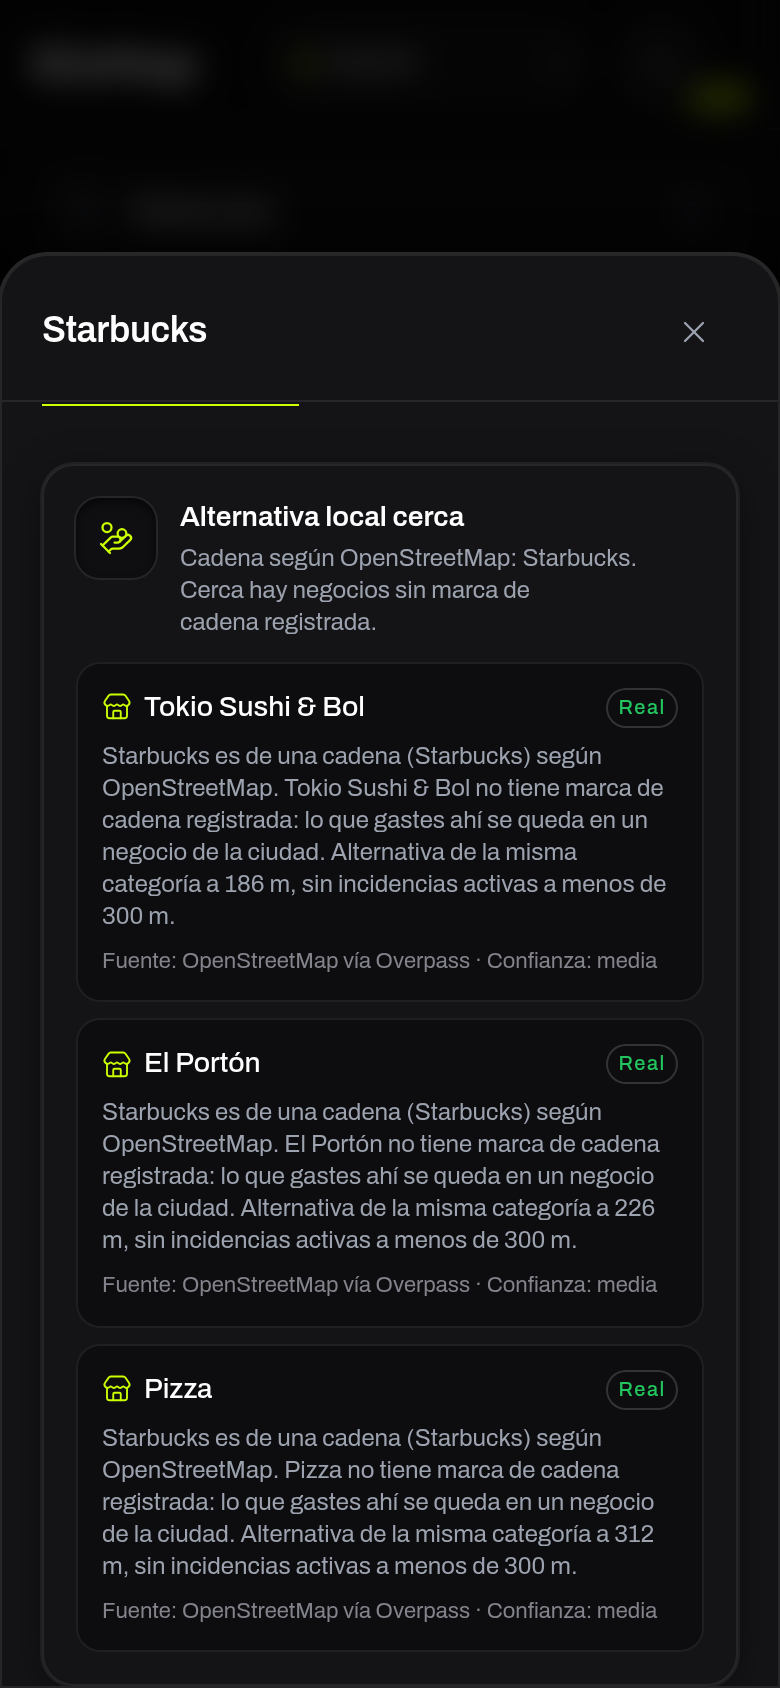 Starbucks
Alternativa local cerca
Cadena según OpenStreetMap: Starbucks.
Cerca hay negocios sin marca de
cadena registrada.
Tokio Sushi & Bol
Real
Starbucks es de una cadena (Starbucks) según
OpenStreetMap. Tokio Sushi & Bol no tiene marca de
cadena registrada: lo que gastes ahí se queda en un
negocio de la ciudad. Alternativa de la misma
categoría a 186 m, sin incidencias activas a menos de
300 m.
Fuente: OpenStreetMap vía Overpass · Confianza: media
El Portón
Real
Starbucks es de una cadena (Starbucks) según
OpenStreetMap. El Portón no tiene marca de cadena
registrada: lo que gastes ahí se queda en un negocio
de la ciudad. Alternativa de la misma categoría a 226
m, sin incidencias activas a menos de 300 m.
Fuente: OpenStreetMap vía Overpass · Confianza: media
Pizza
Real
Starbucks es de una cadena (Starbucks) según
OpenStreetMap. Pizza no tiene marca de cadena
registrada: lo que gastes ahí se queda en un negocio
de la ciudad. Alternativa de la misma categoría a 312
m, sin incidencias activas a menos de 300 m.
Fuente: OpenStreetMap vía Overpass · Confianza: media